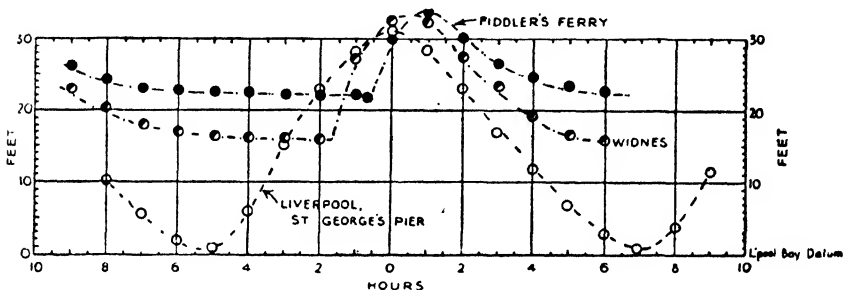 FIDDLER'S FERRY
30
30
20
20
FEET
FEET
WIDNES
10
10
LIVERPOOL,
ST GEORGE'S PIER
0
L'pool Bay Datum
10 8 6 4 2 0 2 4 6 8 10
HOURS